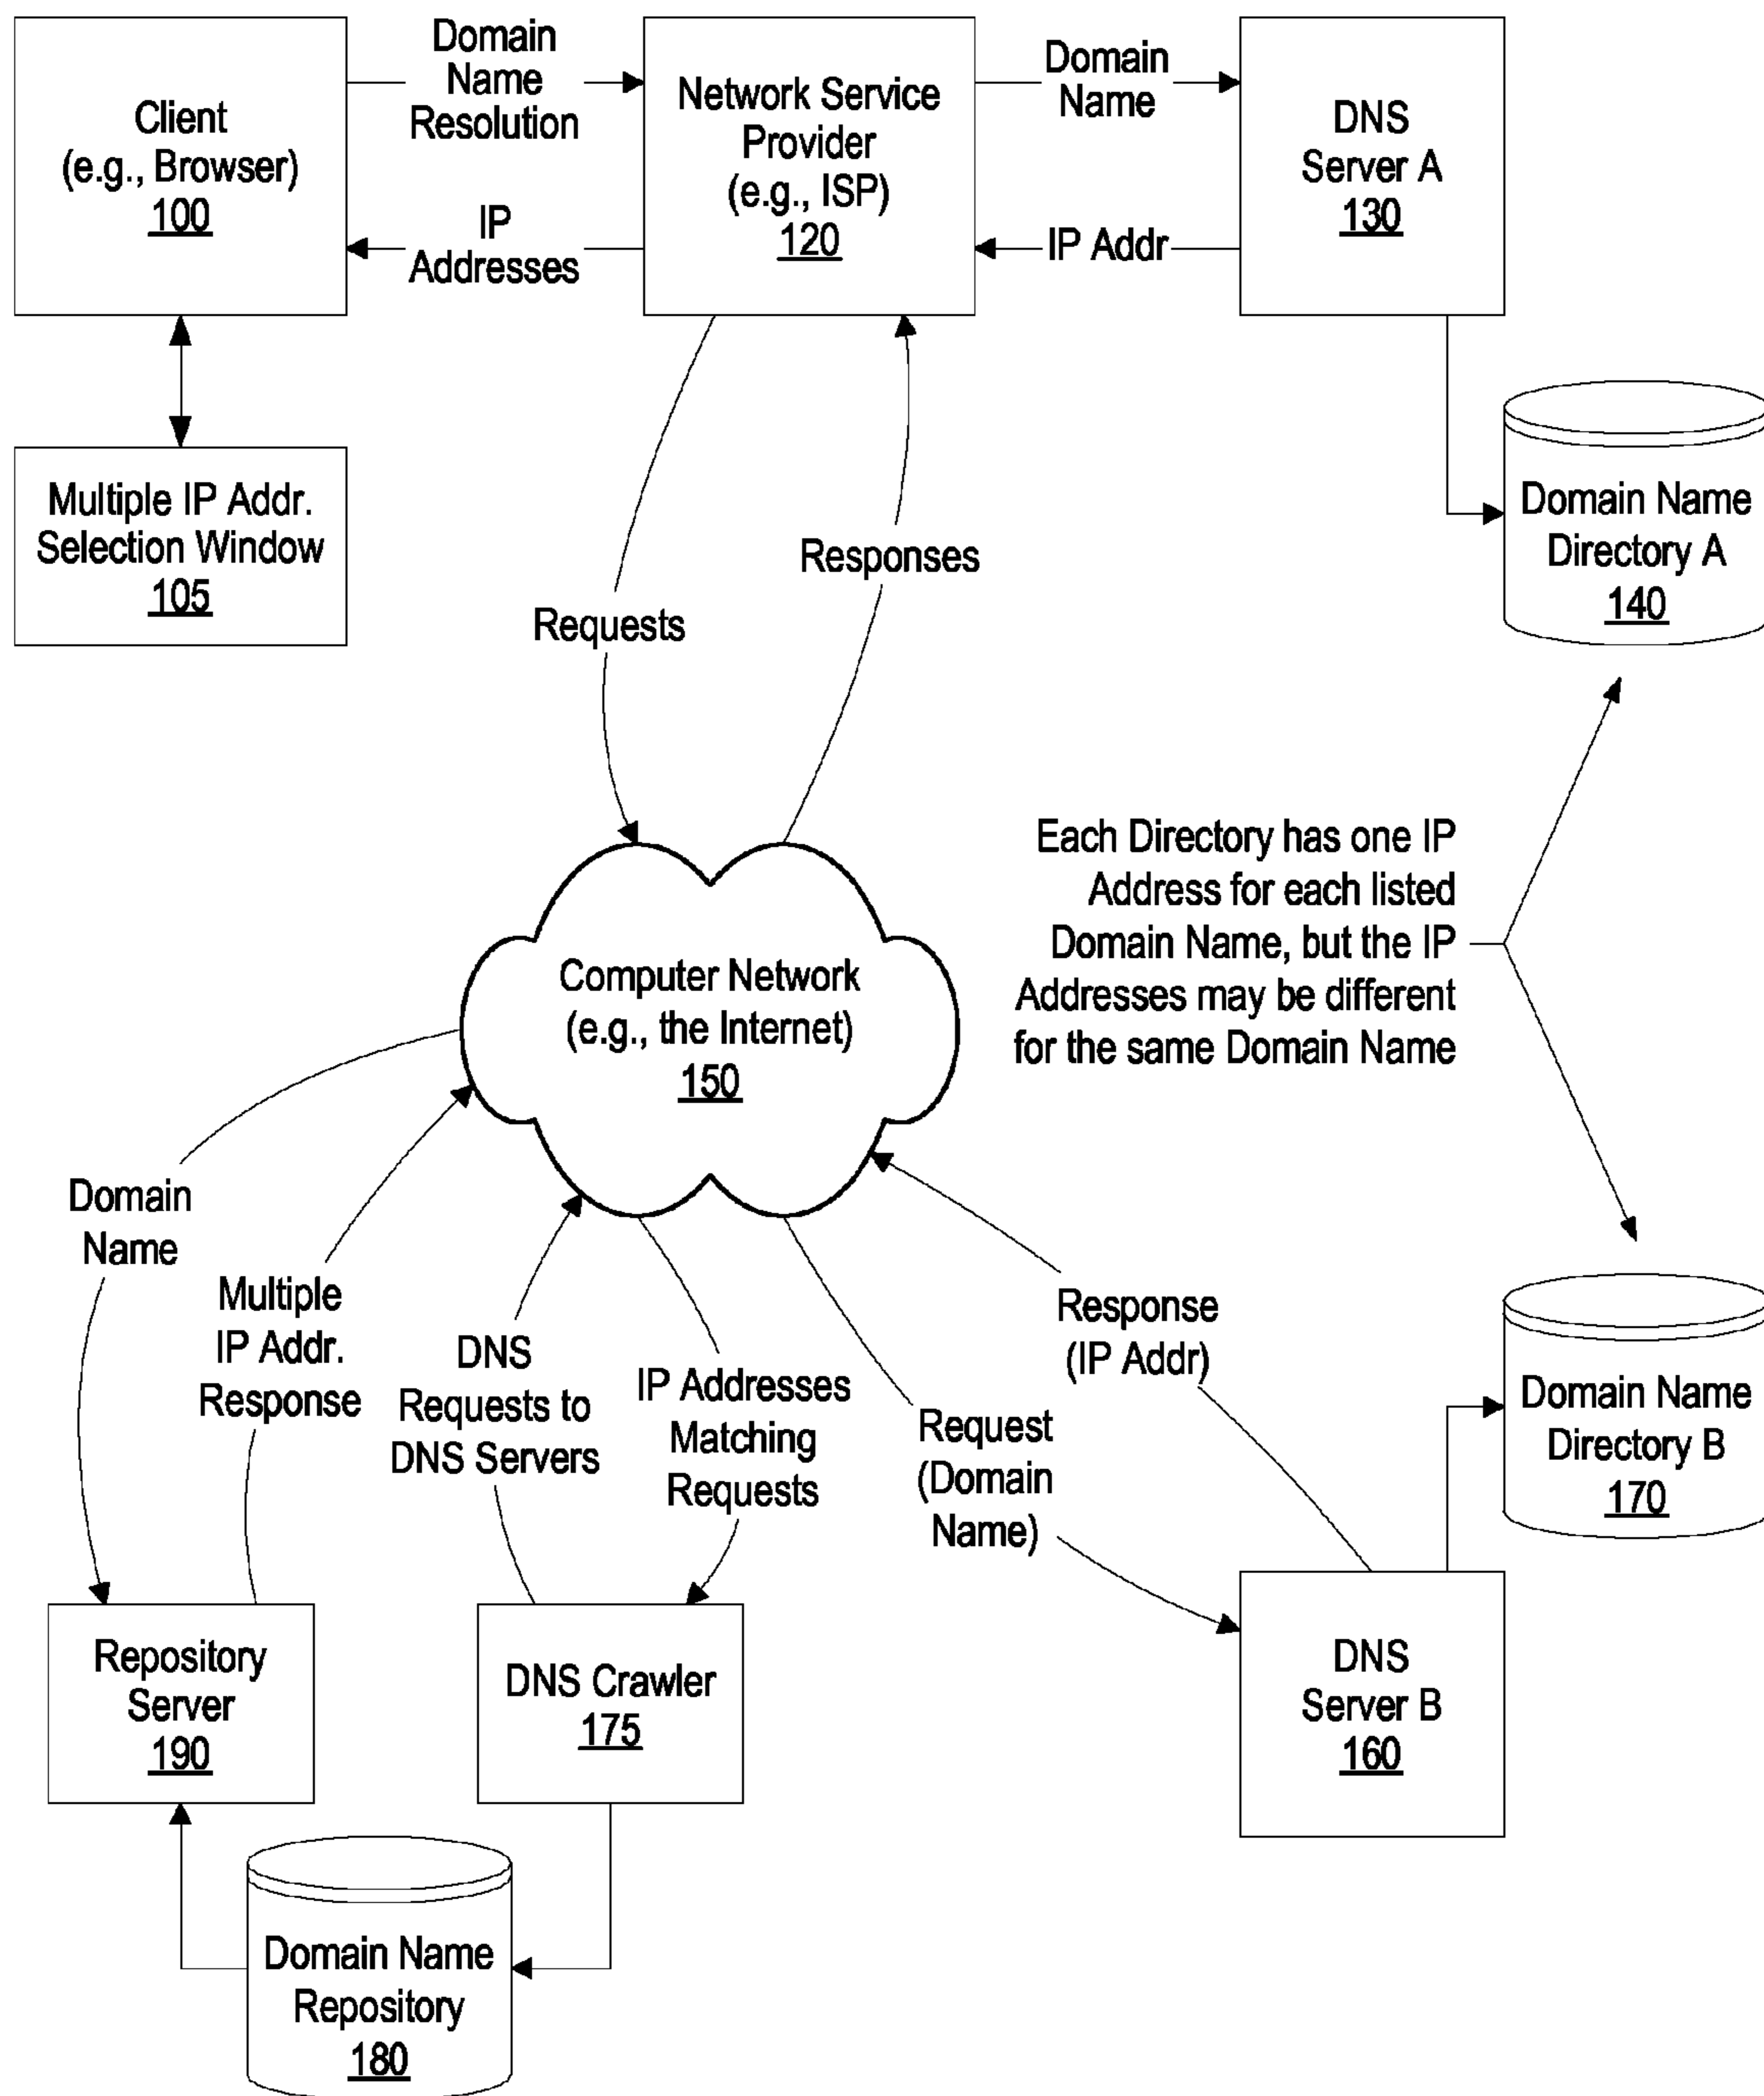 Client
(e.g., Browser)
100
Domain
Name
Resolution
IP
Addresses
Network Service
Provider
(e.g., ISP)
120
Domain
Name
IP Addr
DNS
Server A
130
Multiple IP Addr.
Selection Window
105
Domain Name
Directory A
140
Requests
Responses
Each Directory has one IP
Address for each listed
Domain Name, but the IP
Addresses may be different
for the same Domain Name
Computer Network
(e.g., the Internet)
150
Domain
Name
Multiple
IP Addr.
Response
DNS
Requests to
DNS Servers
IP Addresses
Matching
Requests
Request
(Domain
Name)
Response
(IP Addr)
Domain Name
Directory B
170
Repository
Server
190
DNS Crawler
175
DNS
Server B
160
Domain Name
Repository
180